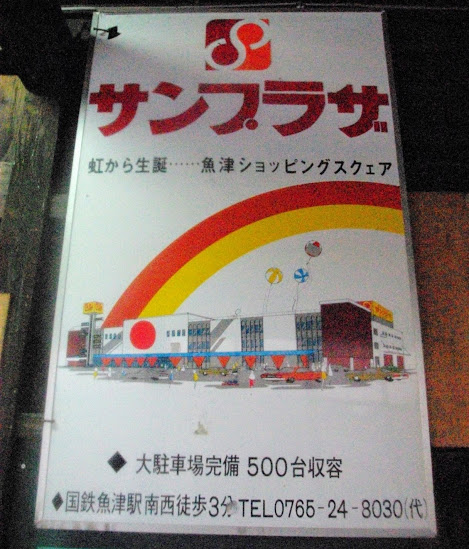 サンプラザ
虹から生誕……魚津ショッピングスクェア
◆ 大駐車場完備 500台収容
◆国鉄魚津駅南西徒歩3分 TEL0765-24-8030(代)